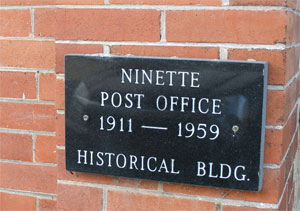 NINETTE
POST OFFICE
1911 — 1959
HISTORICAL BLDG.